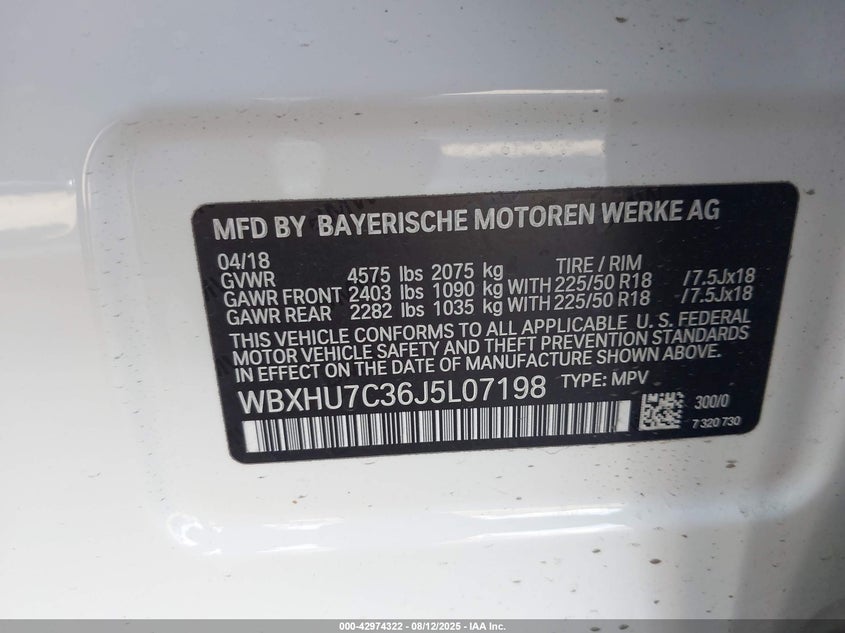 MFD BY BAYERISCHE MOTOREN WERKE AG
04/18 TIRE / RIM
GVWR 4575 lbs 2075 kg
GAWR FRONT 2403 lbs 1090 kg WITH 225/50 R18 /7.5Jx18
GAWR REAR 2282 lbs 1035 kg WITH 225/50 R18 /7.5Jx18
THIS VEHICLE CONFORMS TO ALL APPLICABLE U. S. FEDERAL
MOTOR VEHICLE SAFETY AND THEFT PREVENTION STANDARDS
IN EFFECT ON THE DATE OF MANUFACTURE SHOWN ABOVE.
WBXHU7C36J5L07198 TYPE: MPV
300/0
7 320 730
000-42974322 - 08/12/2025 - IAA Inc.